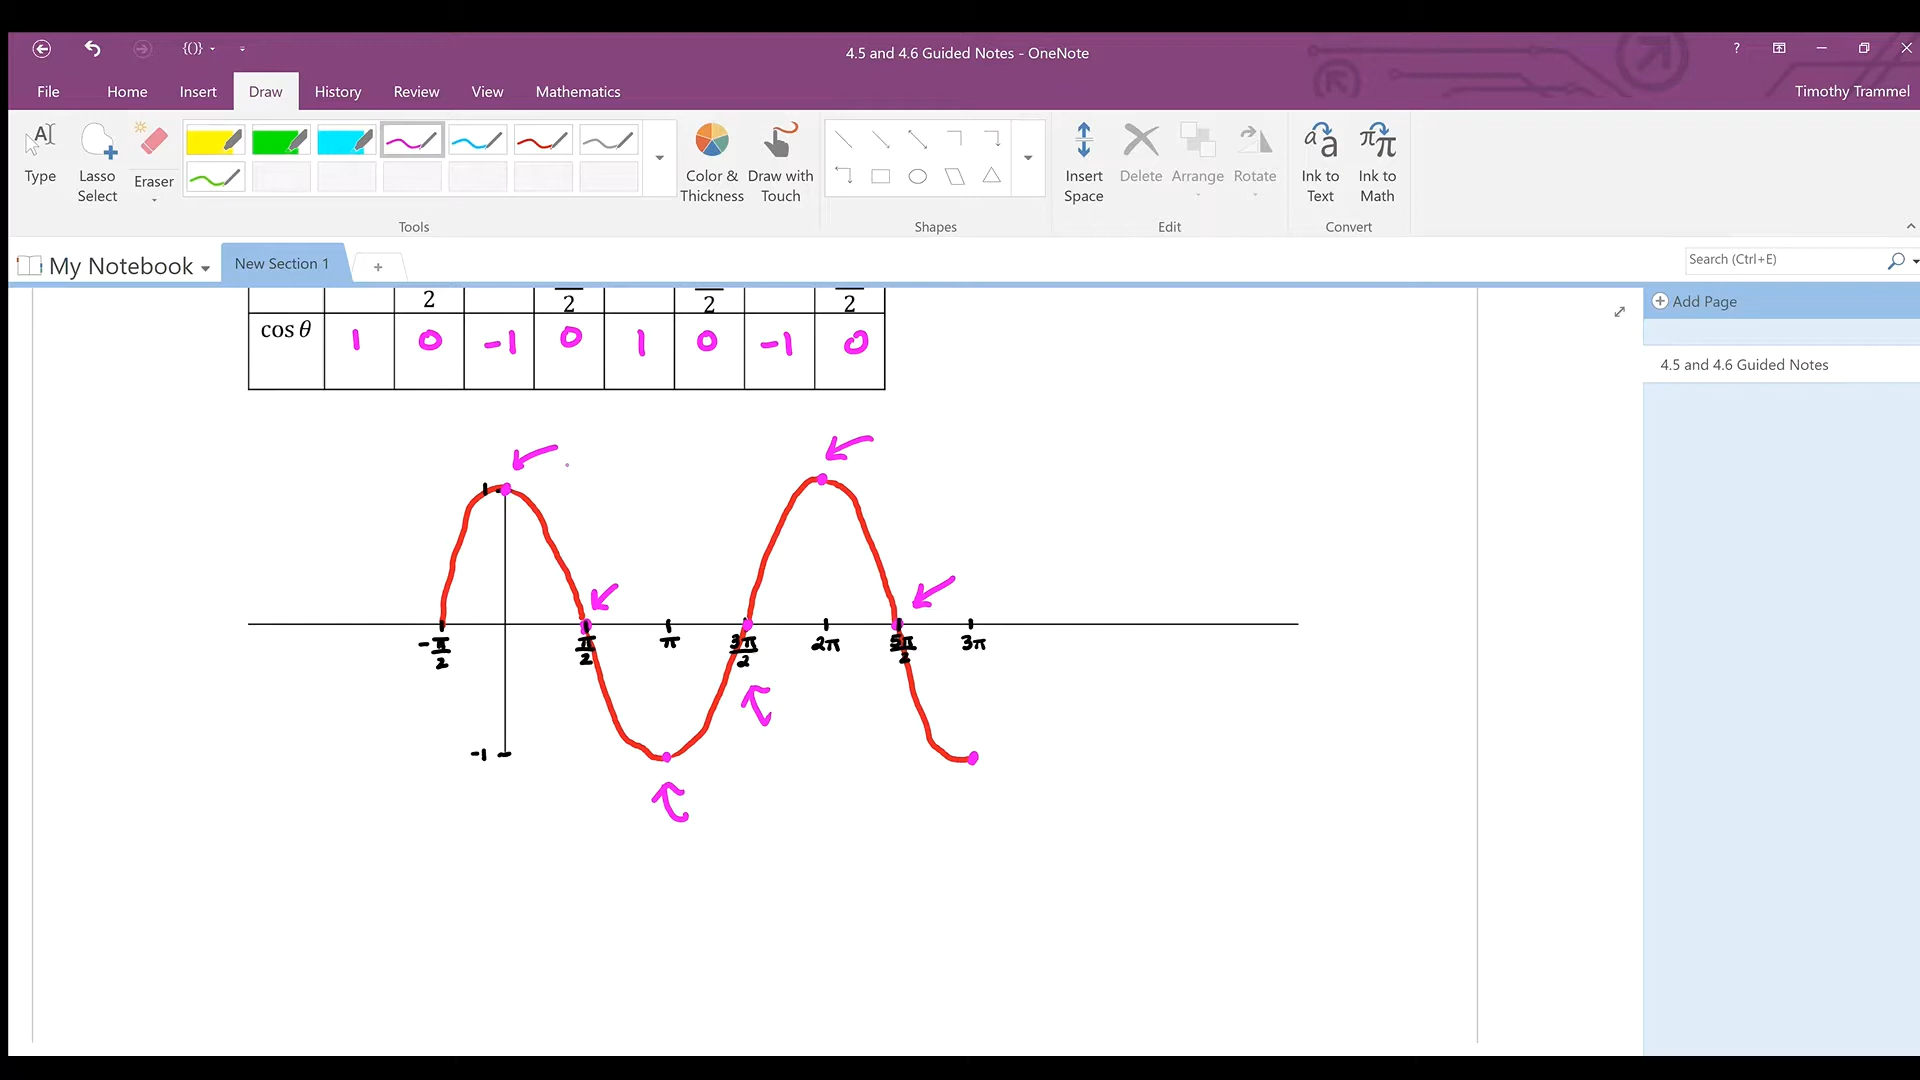 4.5 and 4.6 Guided Notes - OneNote
?
File Home Insert Draw History Review View Mathematics
Timothy Trammel
Type
Lasso Select
Eraser
Color & Thickness
Draw with Touch
Insert Space
Delete
Arrange
Rotate
Ink to Text
Ink to Math
Tools
Shapes
Edit
Convert
My Notebook
New Section 1
+
Search (Ctrl+E)
Add Page
4.5 and 4.6 Guided Notes
2 2 2 2
cos θ 1 0 -1 0 1 0 -1 0
1
-π/2 π/2 π 3π/2 2π 5π/2 3π
-1